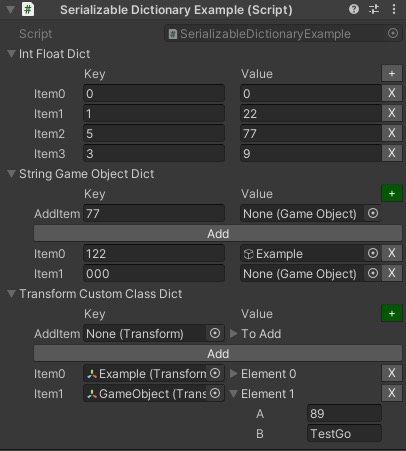 Serializable Dictionary Example (Script)
Script SerializableDictionaryExample
Int Float Dict
Key Value +
Item0 0 0 X
Item1 1 22 X
Item2 5 77 X
Item3 3 9 X
String Game Object Dict
Key Value +
AddItem 77 None (Game Object)
Add
Item0 122 Example X
Item1 000 None (Game Object) X
Transform Custom Class Dict
Key Value +
AddItem None (Transform) To Add
Add
Item0 Example (Transforn Element 0 X
Item1 GameObject (Trans Element 1 X
A 89
B TestGo